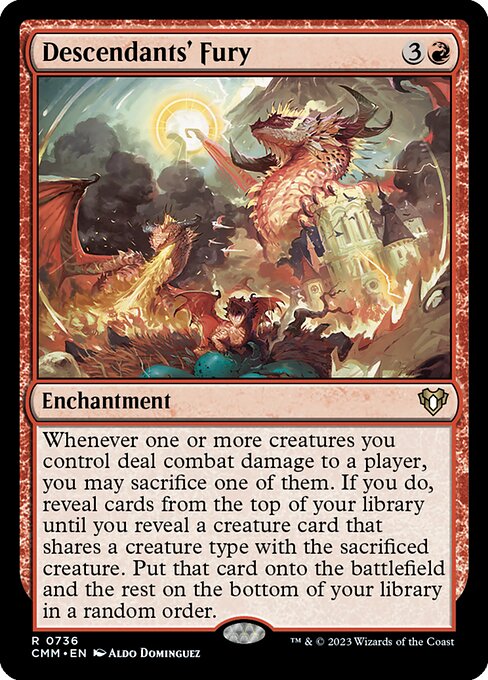 Descendants' Fury 3
Enchantment
Whenever one or more creatures you
control deal combat damage to a player,
you may sacrifice one of them. If you do,
reveal cards from the top of your library
until you reveal a creature card that
shares a creature type with the sacrificed
creature. Put that card onto the battlefield
and the rest on the bottom of your library
in a random order.
R 0736
™ & © 2023 Wizards of the Coast
CMM • EN Aldo Dominguez